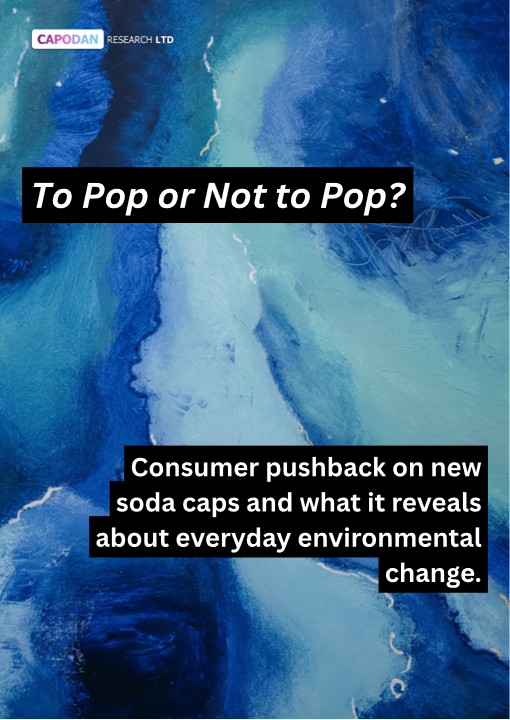 CAPODAN RESEARCH LTD
To Pop or Not to Pop?
Consumer pushback on new
soda caps and what it reveals
about everyday environmental
change.